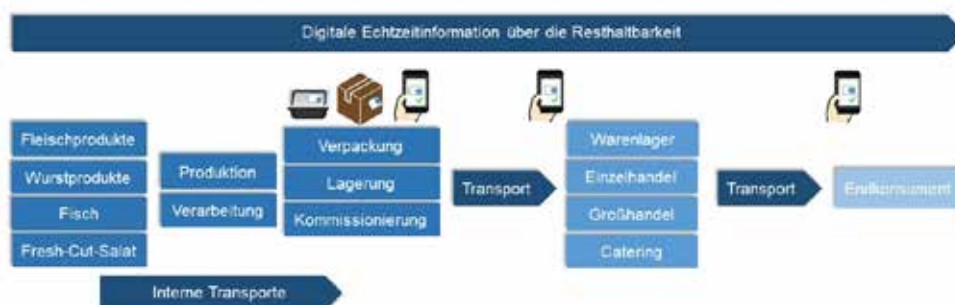 Digitale Echtzeitinformation über die Resthaltbarkeit
Fleischprodukte
Wurstprodukte
Fisch
Fresh-Cut-Salat
Produktion
Verarbeitung
Verpackung
Lagerung
Kommissionierung
Transport
Warenlager
Einzelhandel
Großhandel
Catering
Transport
Endkonsument
Interne Transporte